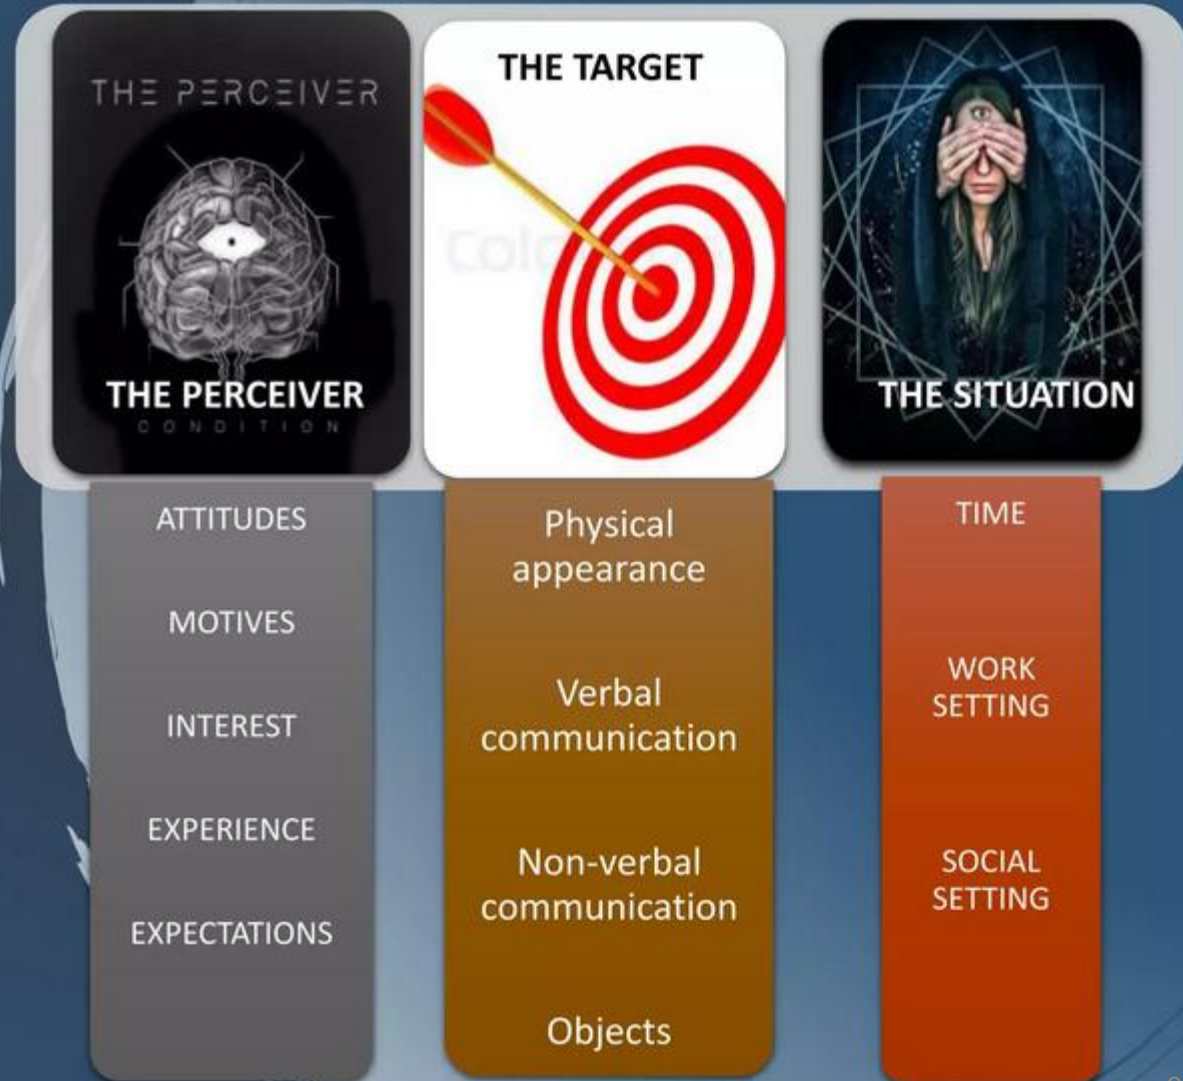 THE PERCEIVER
THE PERCEIVER
CONDITION
ATTITUDES
MOTIVES
INTEREST
EXPERIENCE
EXPECTATIONS
THE TARGET
Physical
appearance
Verbal
communication
Non-verbal
communication
Objects
THE SITUATION
TIME
WORK
SETTING
SOCIAL
SETTING